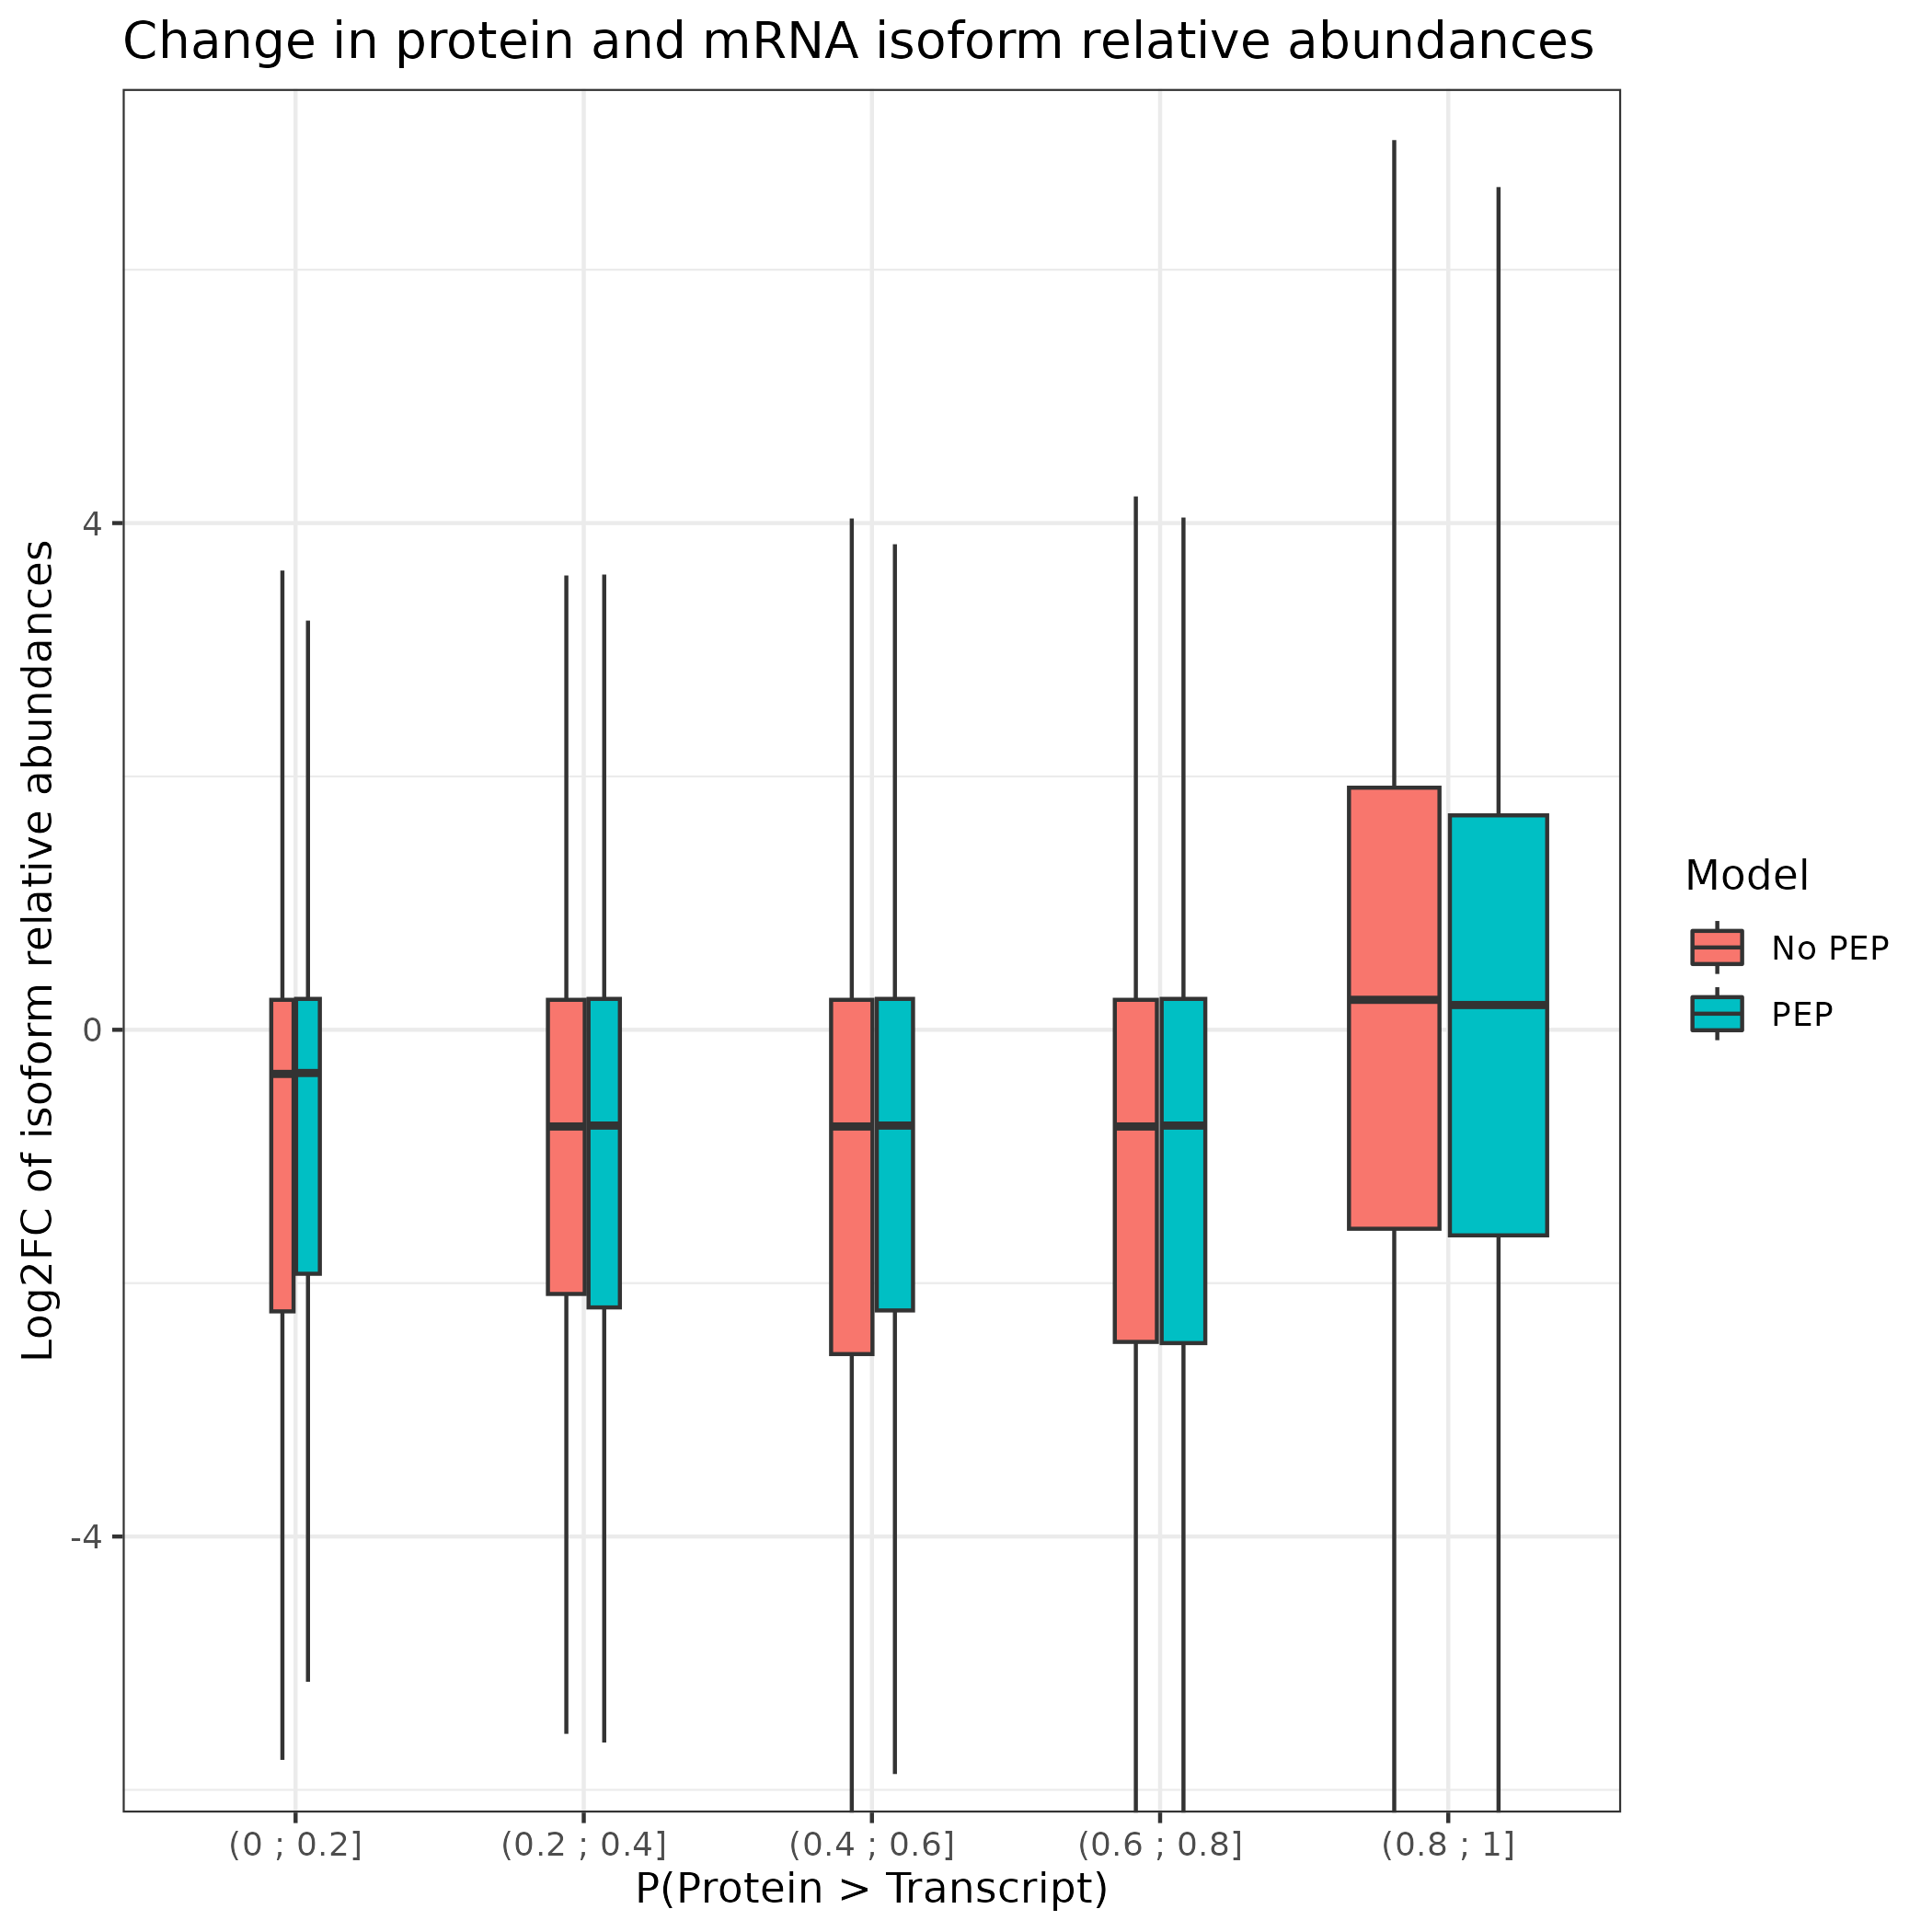 Change in protein and mRNA isoform relative abundances
Log2FC of isoform relative abundances
4
0
-4
(0 ; 0.2]
(0.2 ; 0.4]
(0.4 ; 0.6]
(0.6 ; 0.8]
(0.8 ; 1]
P(Protein > Transcript)
Model
No PEP
PEP